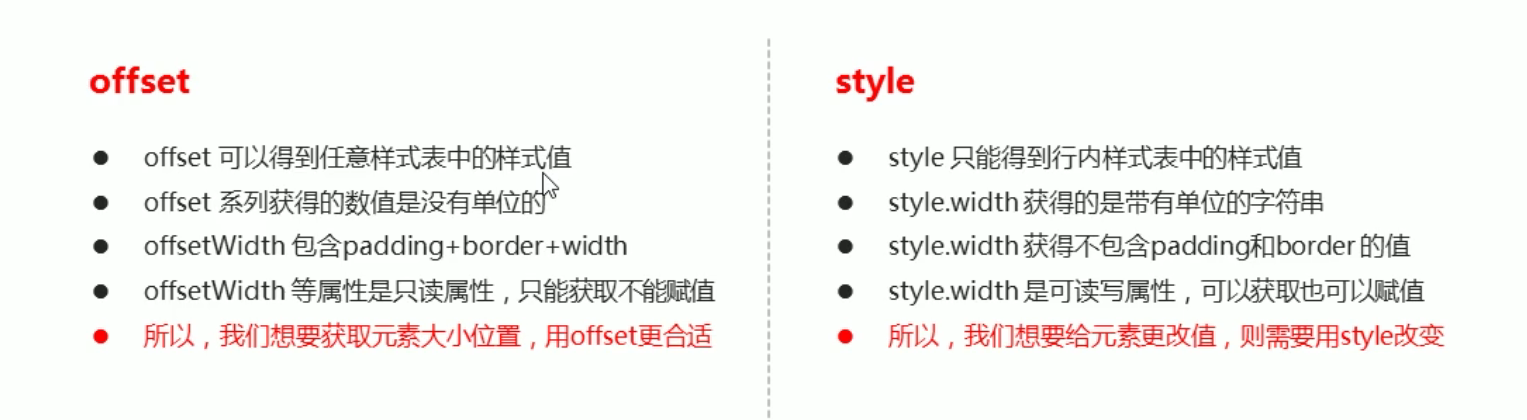 offset
offset 可以得到任意样式表中的样式值
offset 系列获得的数值是没有单位的
offsetWidth 包含padding+border+width
offsetWidth 等属性是只读属性，只能获取不能赋值
所以，我们想要获取元素大小位置，用offset更合适
style
style 只能得到行内样式表中的样式值
style.width 获得的是带有单位的字符串
style.width 获得不包含padding和border 的值
style.width 是可读写属性，可以获取也可以赋值
所以，我们想要给元素更改值，则需要用style改变